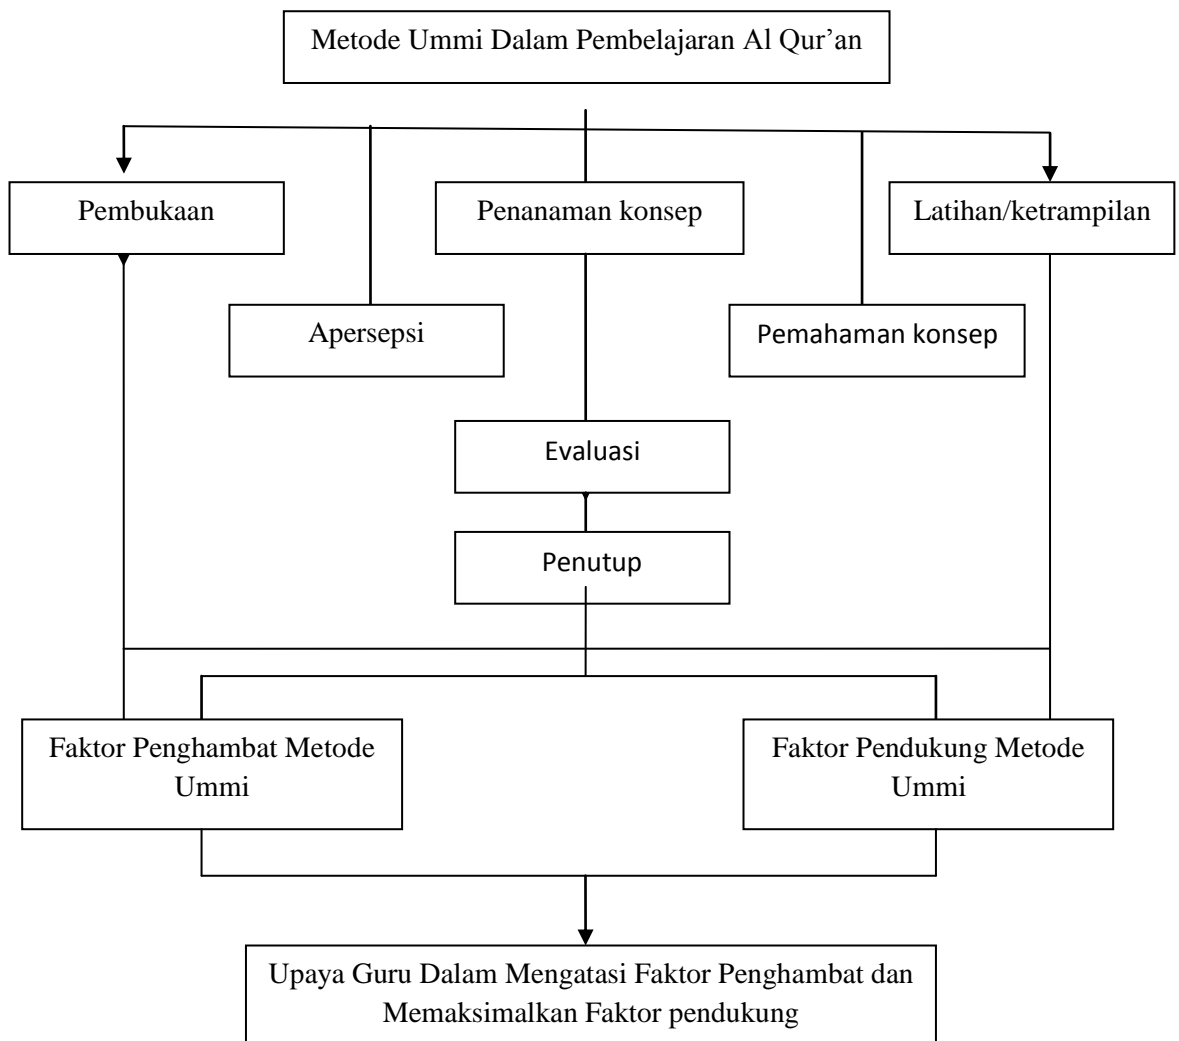 Metode Ummi Dalam Pembelajaran Al Qur’an
Pembukaan
Penanaman konsep
Latihan/ketrampilan
Apersepsi
Pemahaman konsep
Evaluasi
Penutup
Faktor Penghambat Metode
Ummi
Faktor Pendukung Metode
Ummi
Upaya Guru Dalam Mengatasi Faktor Penghambat dan
Memaksimalkan Faktor pendukung